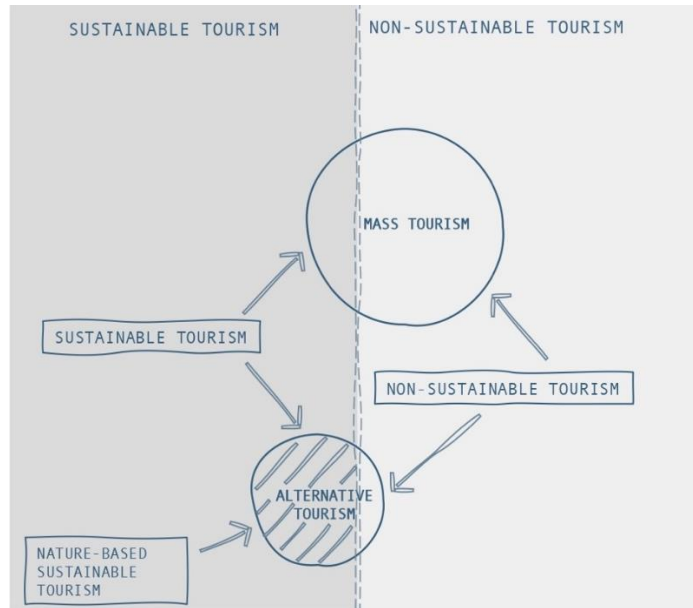 SUSTAINABLE TOURISM
NON-SUSTAINABLE TOURISM
MASS TOURISM
SUSTAINABLE TOURISM
NON-SUSTAINABLE TOURISM
ALTERNATIVE
TOURISM
NATURE-BASED
SUSTAINABLE
TOURISM